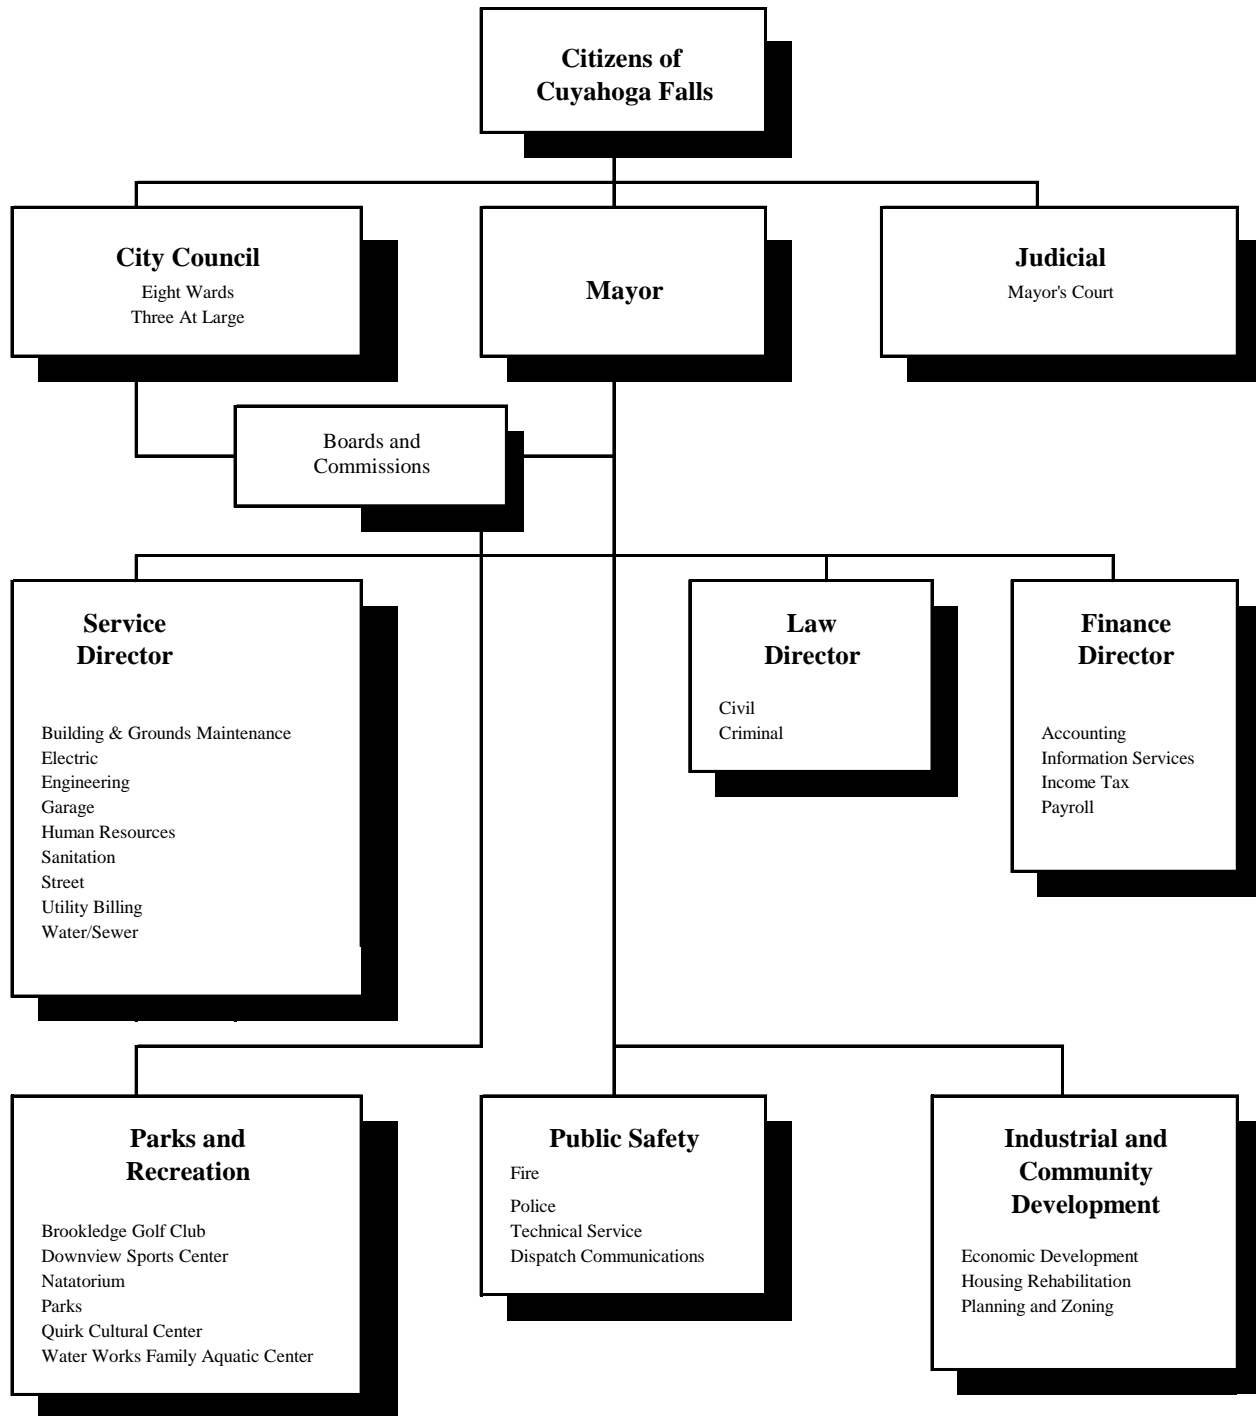 Citizens of
Cuyahoga Falls
City Council
Eight Wards
Three At Large
Mayor
Judicial
Mayor's Court
Boards and
Commissions
Service
Director
Building & Grounds Maintenance
Electric
Engineering
Garage
Human Resources
Sanitation
Street
Utility Billing
Water/Sewer
Law
Director
Civil
Criminal
Finance
Director
Accounting
Information Services
Income Tax
Payroll
Parks and
Recreation
Brookledge Golf Club
Downview Sports Center
Natatorium
Parks
Quirk Cultural Center
Water Works Family Aquatic Center
Public Safety
Fire
Police
Technical Service
Dispatch Communications
Industrial and
Community
Development
Economic Development
Housing Rehabilitation
Planning and Zoning